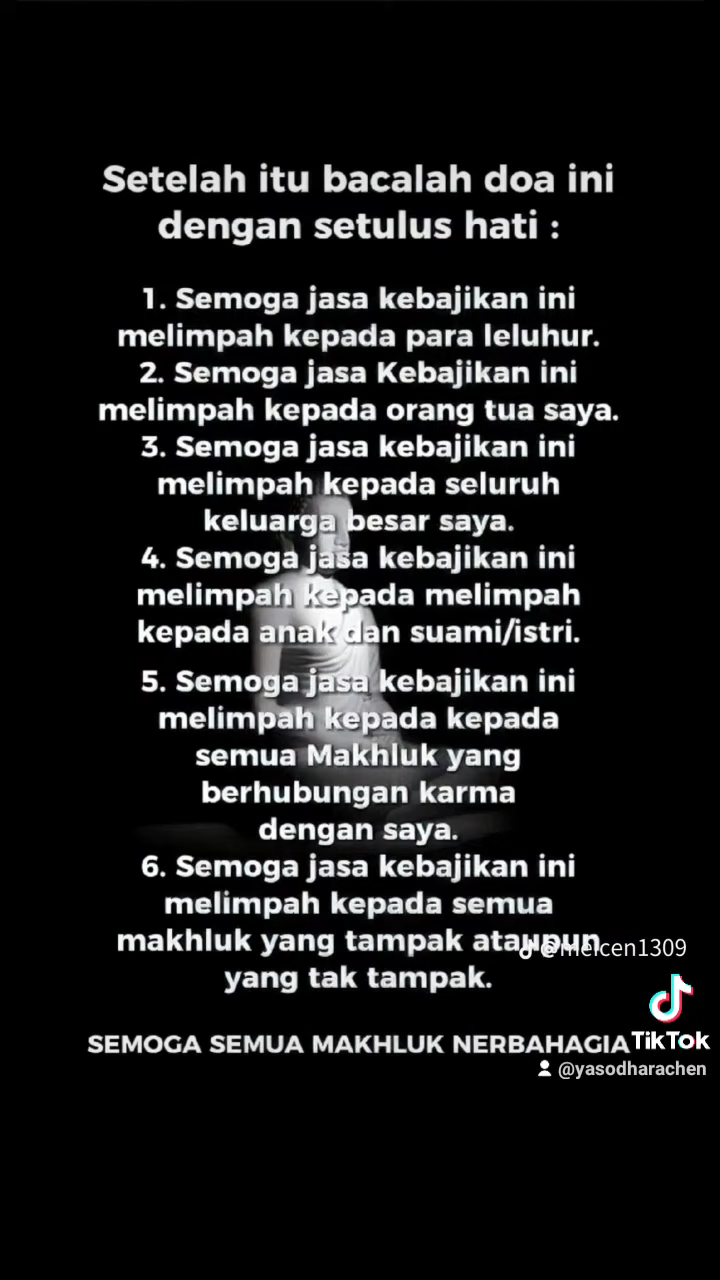 Setelah itu bacalah doa ini
dengan setulus hati :
1. Semoga jasa kebajikan ini
melimpah kepada para leluhur.
2. Semoga jasa Kebajikan ini
melimpah kepada orang tua saya.
3. Semoga jasa kebajikan ini
melimpah kepada seluruh
keluarga besar saya.
4. Semoga jasa kebajikan ini
melimpah kepada melimpah
kepada anak dan suami/istri.
5. Semoga jasa kebajikan ini
melimpah kepada kepada
semua Makhluk yang
berhubungan karma
dengan saya.
6. Semoga jasa kebajikan ini
melimpah kepada semua
makhluk yang tampak ataupun
@meicen1309
yang tak tampak.
SEMOGA SEMUA MAKHLUK NERBAHAGIA
TikTok
@yasodharachen